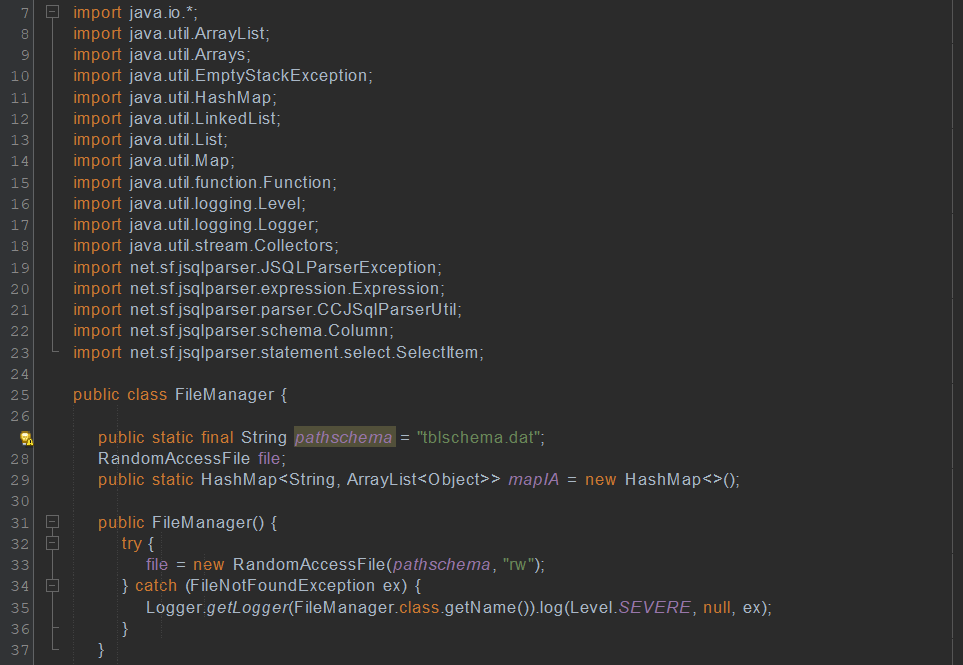 7 import java.io.*;
8 import java.util.ArrayList;
9 import java.util.Arrays;
10 import java.util.EmptyStackException;
11 import java.util.HashMap;
12 import java.util.LinkedList;
13 import java.util.List;
14 import java.util.Map;
15 import java.util.function.Function;
16 import java.util.logging.Level;
17 import java.util.logging.Logger;
18 import java.util.stream.Collectors;
19 import net.sf.jsqlparser.JSQLParserException;
20 import net.sf.jsqlparser.expression.Expression;
21 import net.sf.jsqlparser.parser.CCJSqlParserUtil;
22 import net.sf.jsqlparser.schema.Column;
23 import net.sf.jsqlparser.statement.select.SelectItem;
24
25 public class FileManager {
26
public static final String pathschema = "tblschema.dat";
28 RandomAccessFile file;
29 public static HashMap<String, ArrayList<Object>> mapIA = new HashMap<>();
30
31 public FileManager() {
32 try {
33 file = new RandomAccessFile(pathschema, "rw");
34 } catch (FileNotFoundException ex) {
35 Logger.getLogger(FileManager.class.getName()).log(Level.SEVERE, null, ex);
36 }
37 }